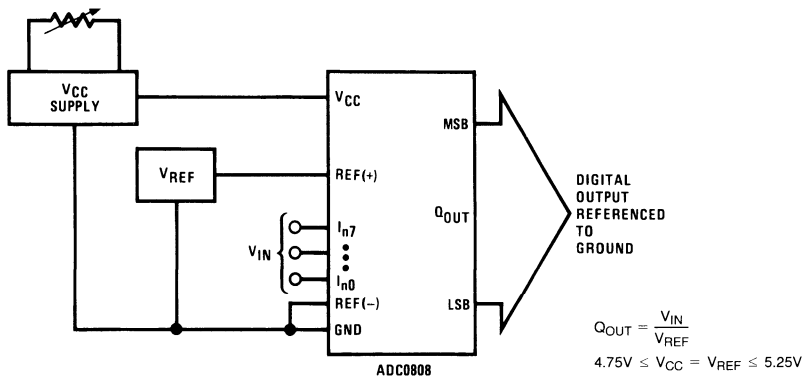 VCC
SUPPLY
VREF
VIN
VCC
REF(+)
In7
In0
REF(−)
GND
MSB
QOUT
LSB
ADC0808
DIGITAL
OUTPUT
REFERENCED
TO
GROUND
QOUT = VIN / VREF
4.75V ≤ VCC = VREF ≤ 5.25V